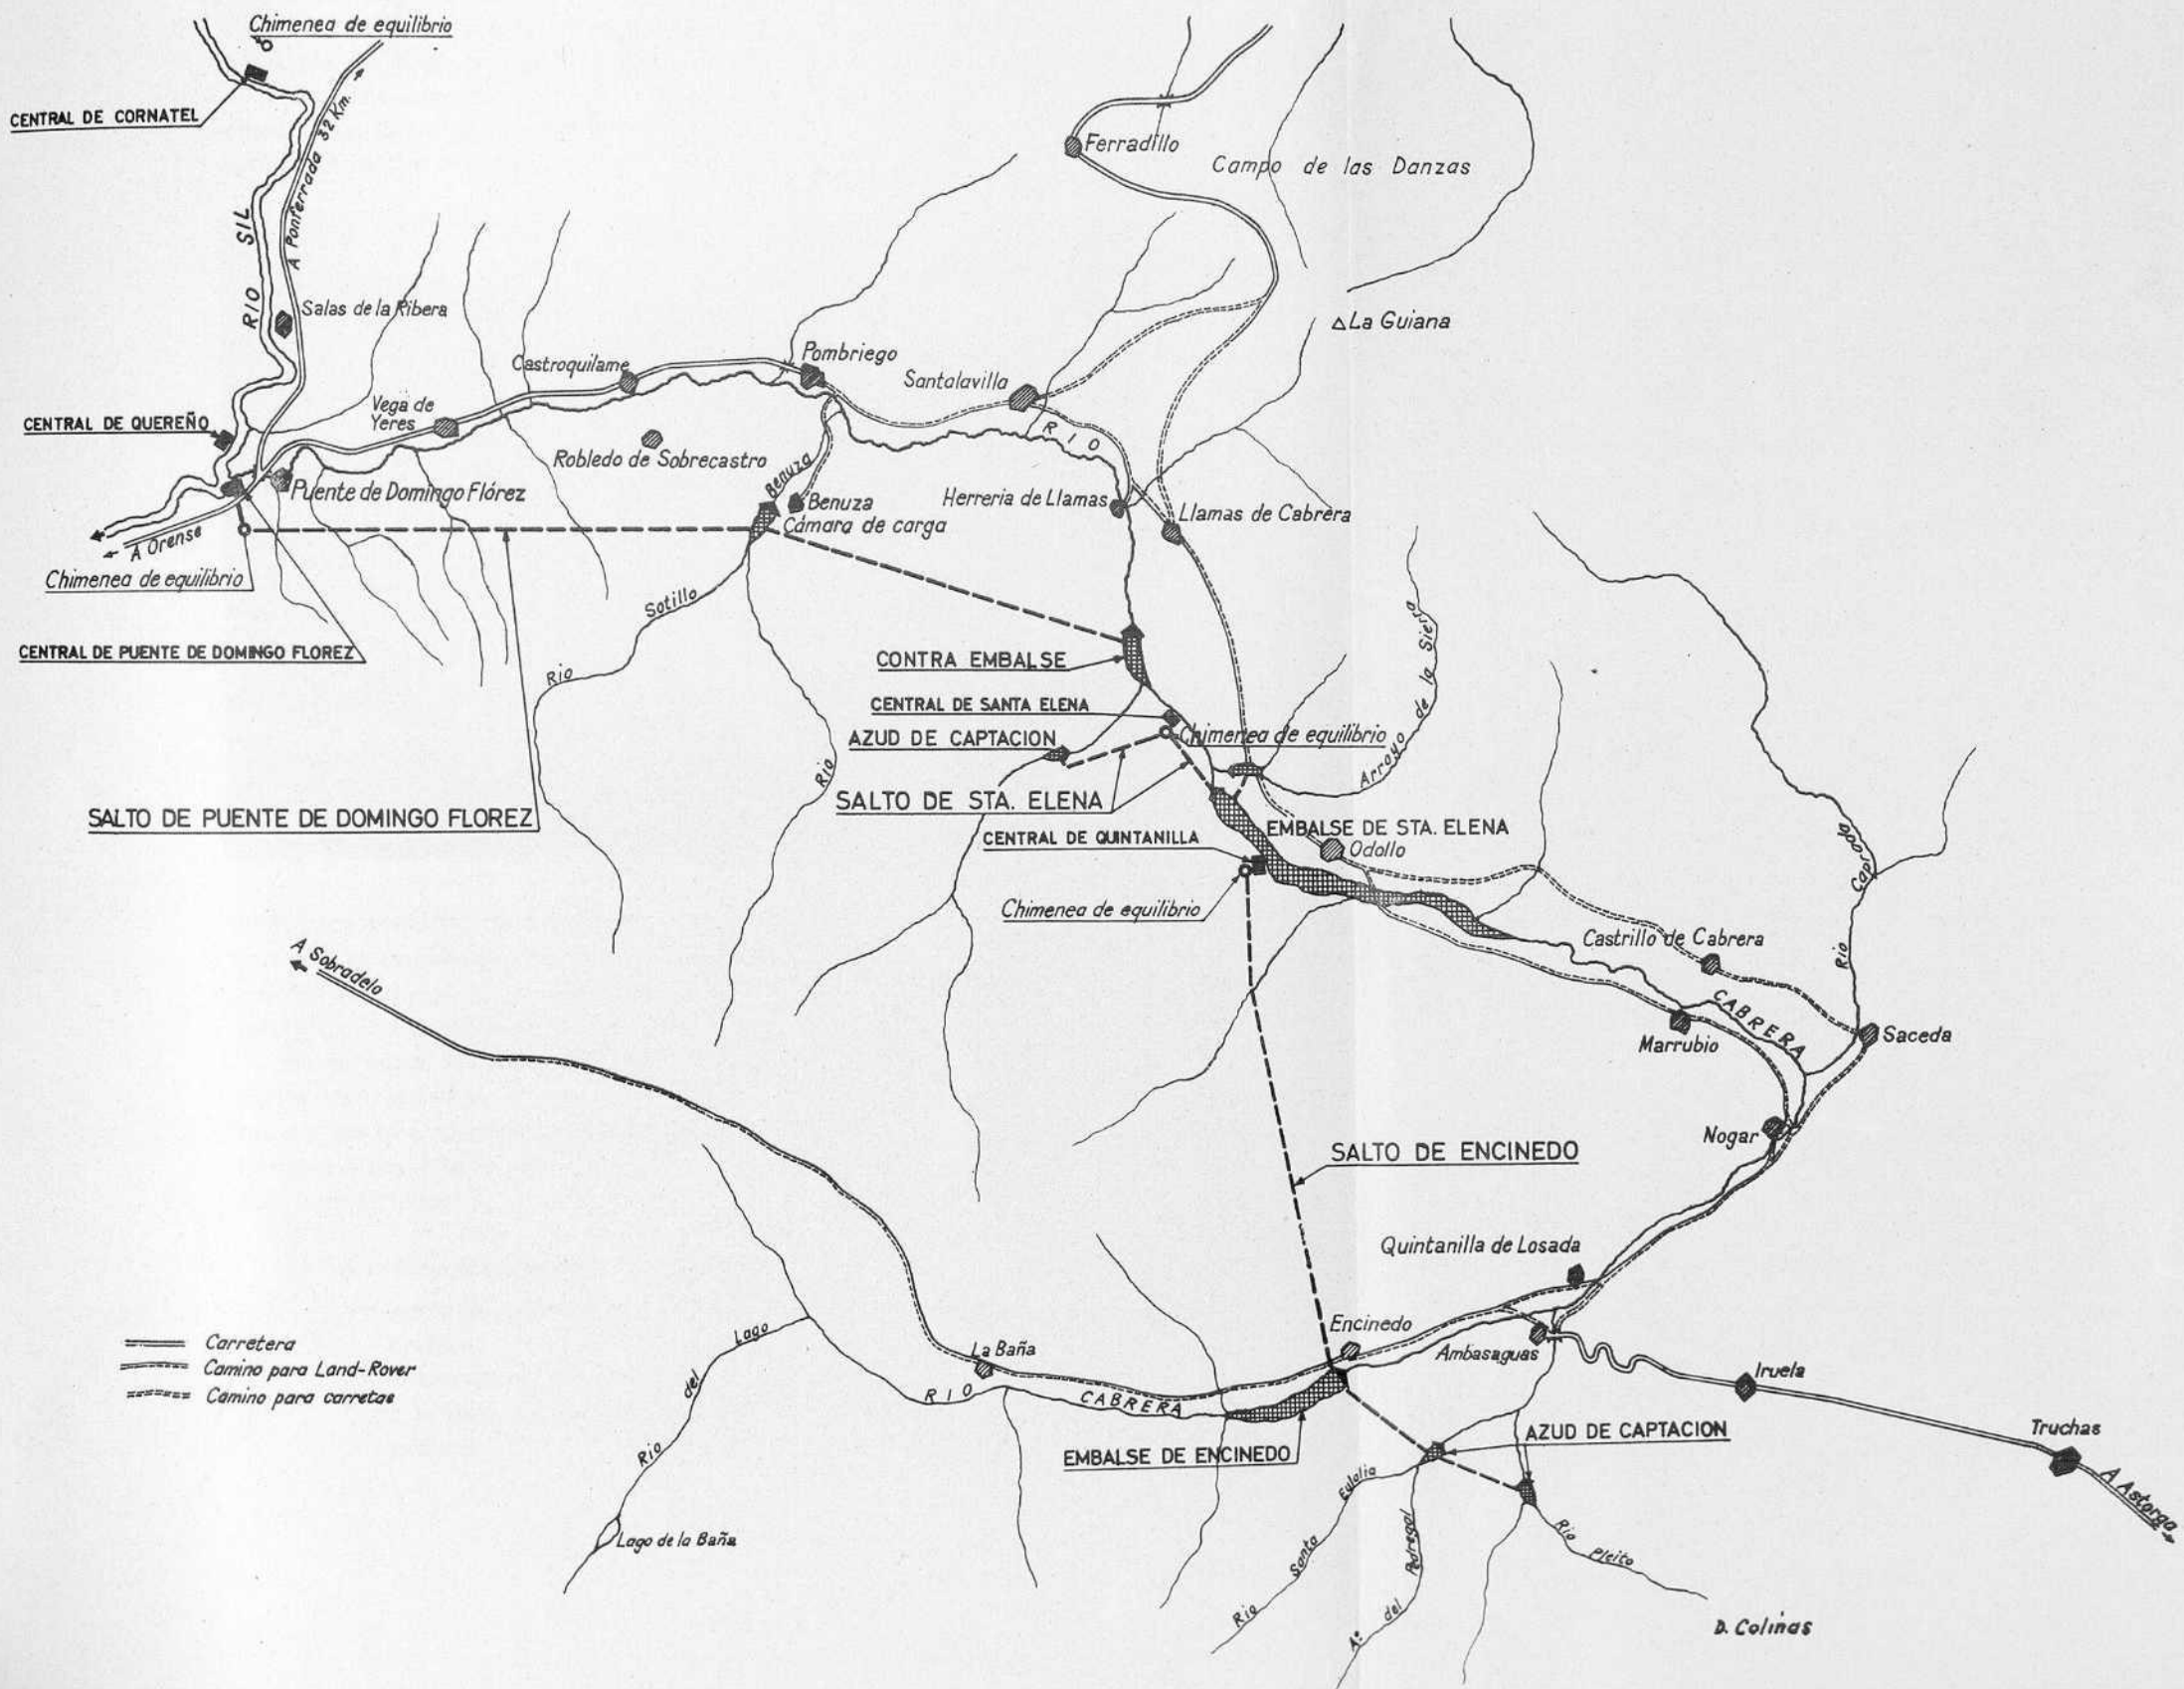 Chimenea de equilibrio
CENTRAL DE CORNATEL
A Ponferrada 32 Km.
RIO SIL
Ferradillo
Campo de las Danzas
Salas de la Ribera
La Guiana
Castroquilame
Pombriego
Santalavilla
Vega de
Yeres
CENTRAL DE QUEREÑO
Robledo de Sobrecastro
RIO
Benuza
Puente de Domingo Flórez
Benuza
Herreria de Llamas
Llamas de Cabrera
Cámara de carga
A Orense
Chimenea de equilibrio
Sotillo
Rio
CENTRAL DE PUENTE DE DOMINGO FLOREZ
CONTRA EMBALSE
Arroyo de la Sierra
CENTRAL DE SANTA ELENA
Chimenea de equilibrio
AZUD DE CAPTACION
Rio
SALTO DE STA. ELENA
SALTO DE PUENTE DE DOMINGO FLOREZ
EMBALSE DE STA. ELENA
CENTRAL DE QUINTANILLA
Odollo
Rio Caprada
Chimenea de equilibrio
Castrillo de Cabrera
A Sobradelo
CABRERA
Marrubio
Saceda
Nogar
SALTO DE ENCINEDO
Quintanilla de Losada
Encinedo
Rio del Lago
La Baña
Ambasaguas
Iruela
Carretera
Camino para Land-Rover
Camino para carretas
RIO CABRERA
Truchas
AZUD DE CAPTACION
EMBALSE DE ENCINEDO
A Astorga
Lago de la Baña
Rio Santa Eulalia
A.º del Pedregal
Rio Pleito
D. Colinas